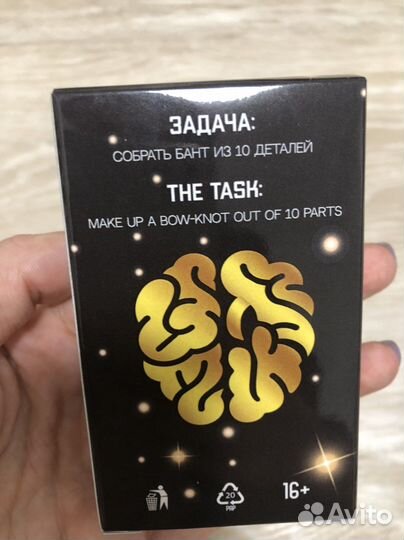 ЗАДАЧА:
СОБРАТЬ БАНТ ИЗ 10 ДЕТАЛЕЙ
THE TASK:
MAKE UP A BOW-KNOT OUT OF 10 PARTS
20
PAP
16+
Avito